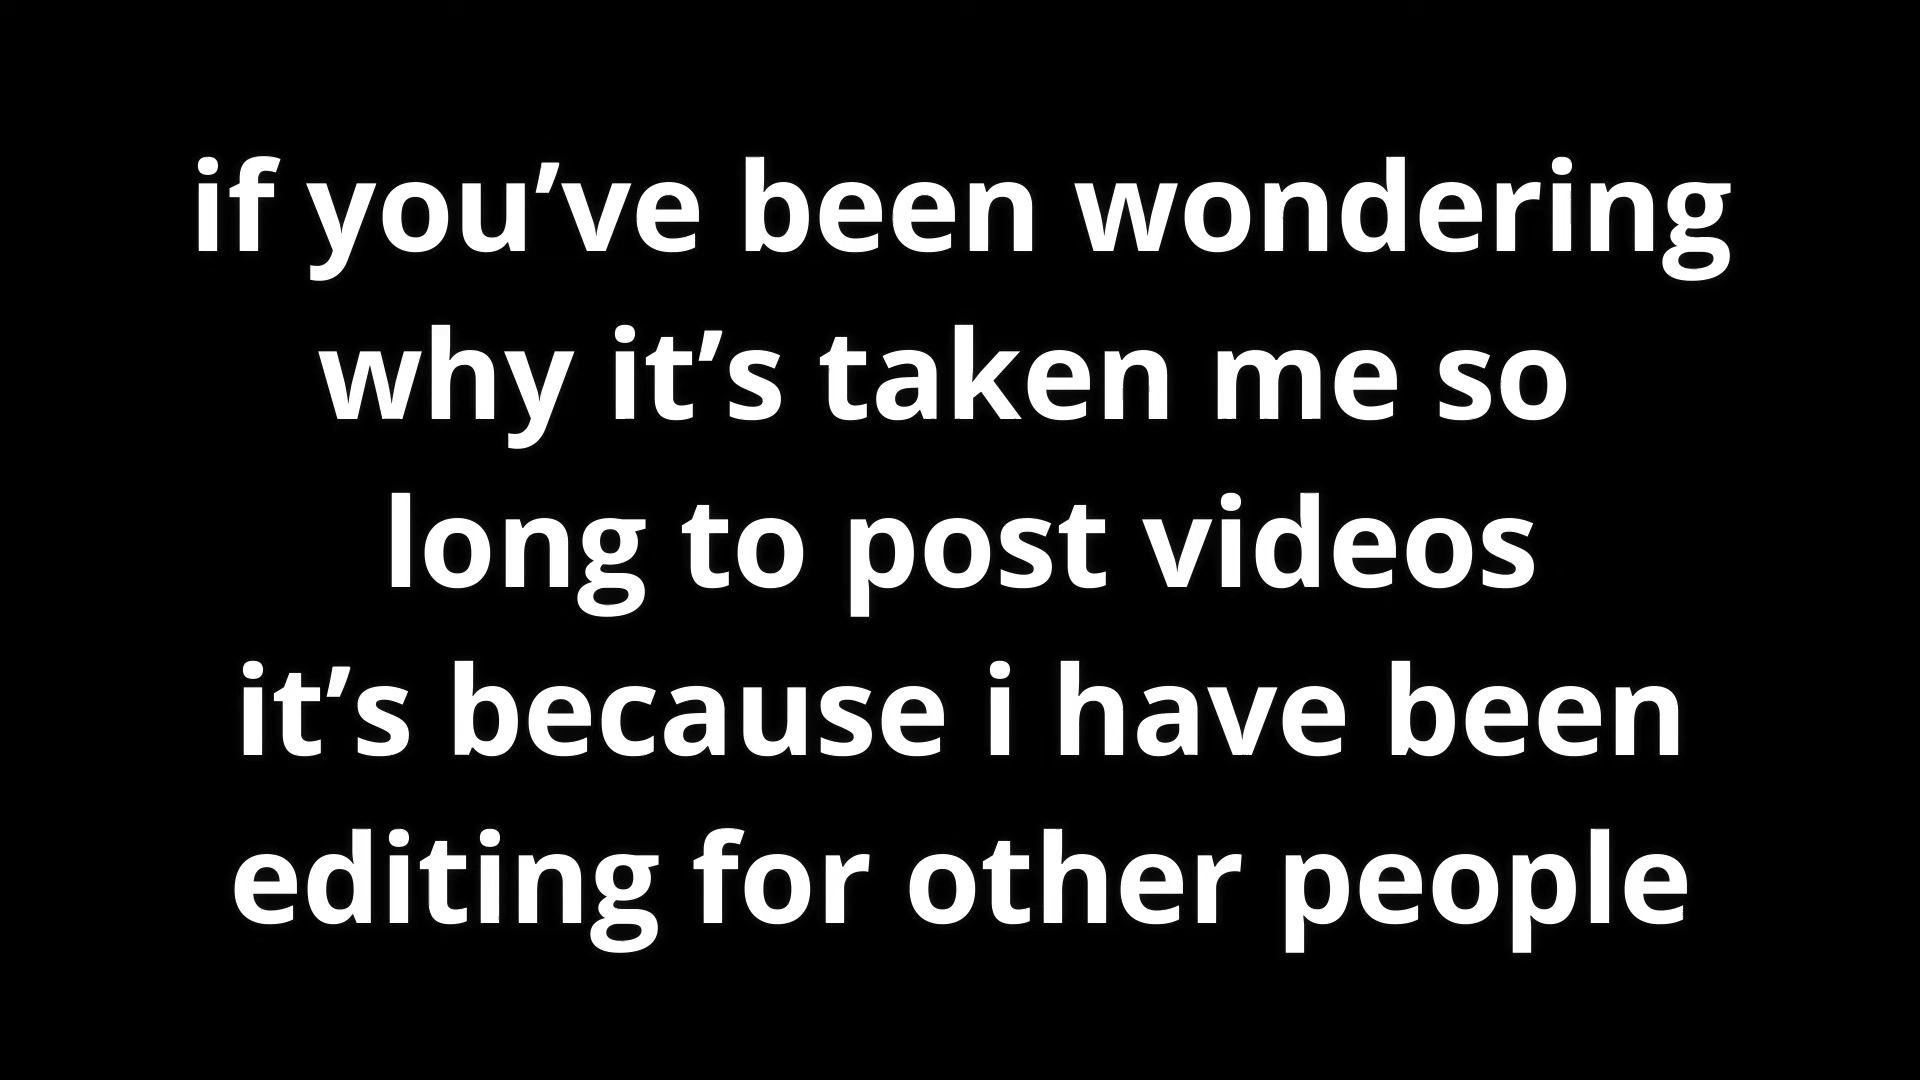 if you’ve been wondering
why it’s taken me so
long to post videos
it’s because i have been
editing for other people